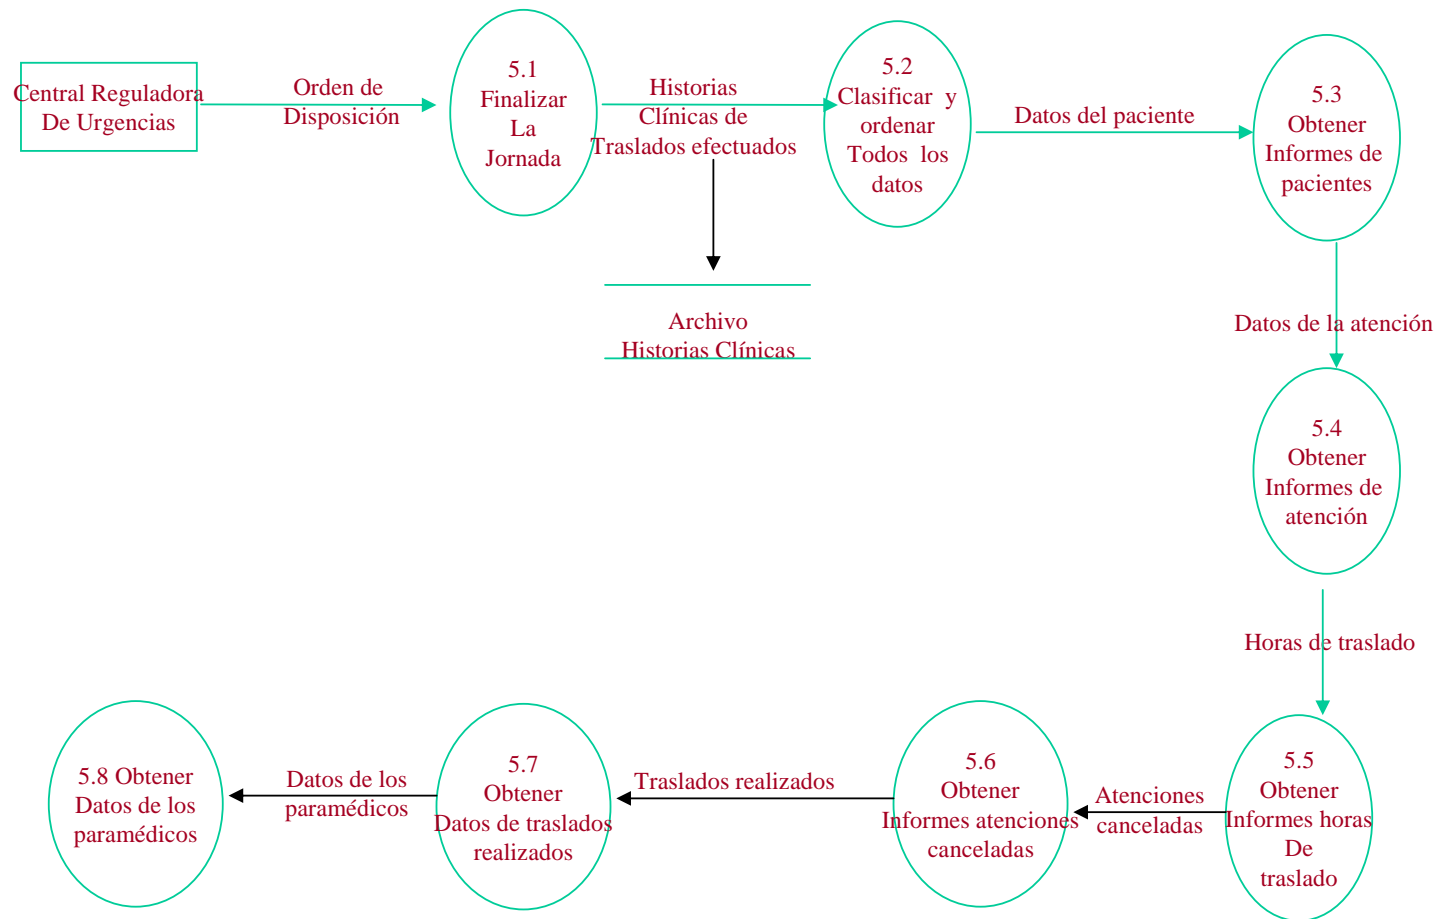 Central Reguladora
De Urgencias
Orden de
Disposición
5.1
Finalizar
La
Jornada
Historias
Clínicas de
Traslados efectuados
5.2
Clasificar y
ordenar
Todos los
datos
Datos del paciente
5.3
Obtener
Informes de
pacientes
Archivo
Historias Clínicas
Datos de la atención
5.4
Obtener
Informes de
atención
Horas de traslado
5.5
Obtener
Informes horas
De
traslado
Atenciones
canceladas
5.6
Obtener
Informes atenciones
canceladas
Traslados realizados
5.7
Obtener
Datos de traslados
realizados
Datos de los
paramédicos
5.8 Obtener
Datos de los
paramédicos